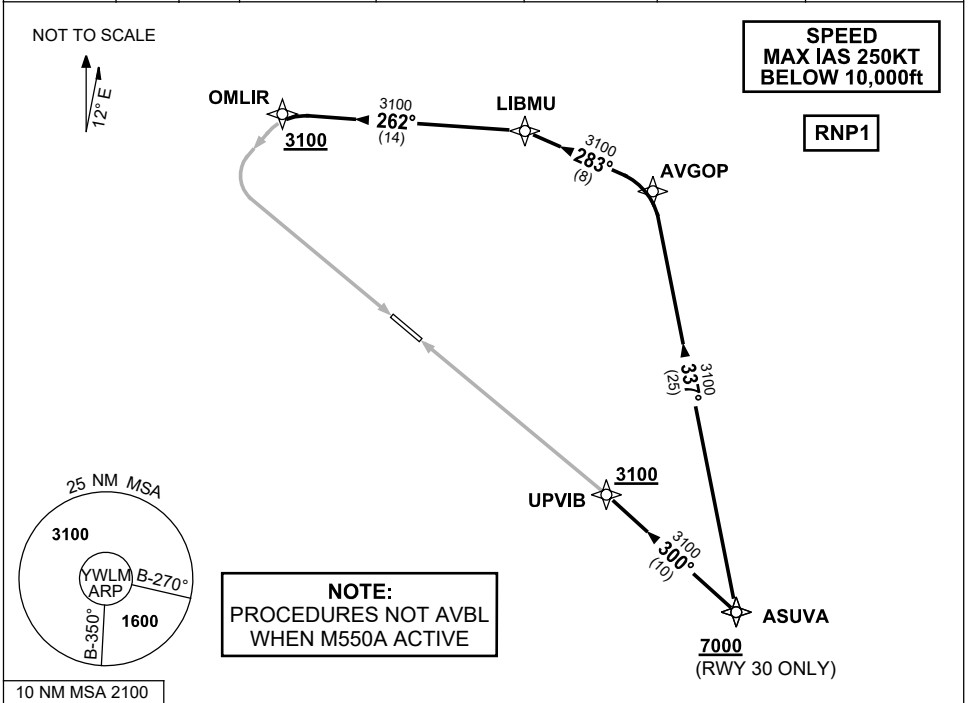 NOT TO SCALE
12° E
SPEED
MAX IAS 250KT
BELOW 10,000ft
RNP1
OMLIR
3100
3100
262°
(14)
LIBMU
3100
283°
(8)
AVGOP
3100
337°
(25)
3100
UPVIB
3100
300°
(10)
ASUVA
7000
(RWY 30 ONLY)
25 NM MSA
3100
YWLM
ARP
B-270°
B-350°
1600
10 NM MSA 2100
NOTE:
PROCEDURES NOT AVBL
WHEN M550A ACTIVE